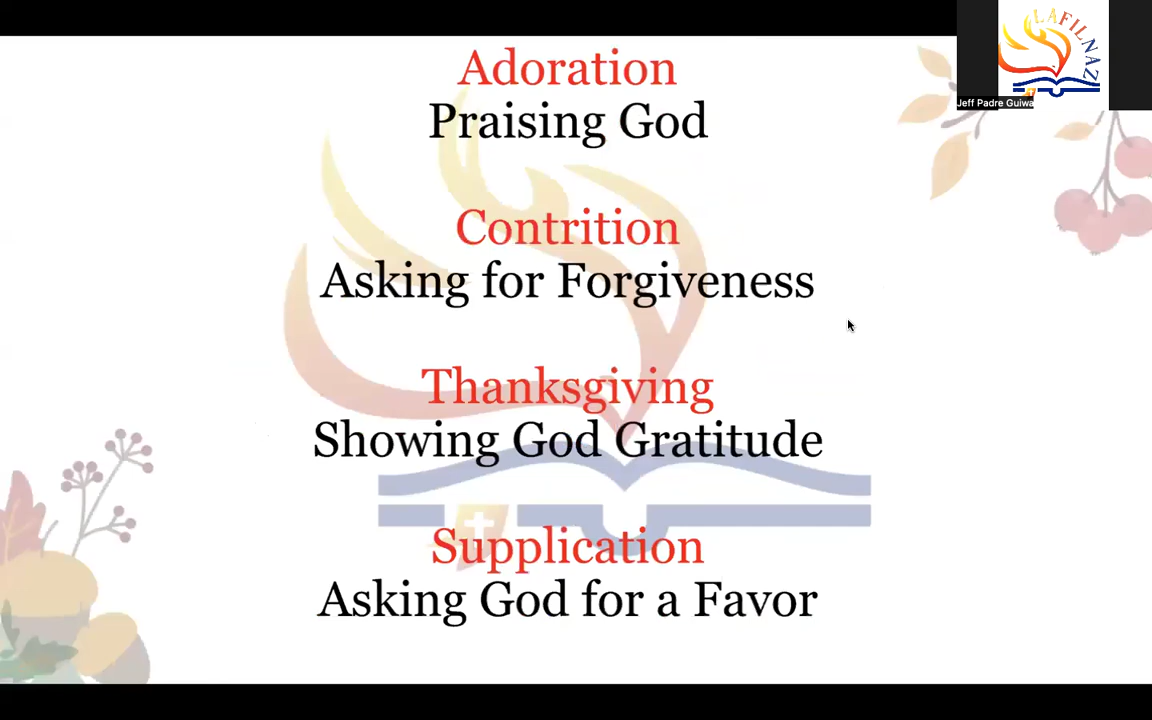 Adoration
Praising God
Contrition
Asking for Forgiveness
Thanksgiving
Showing God Gratitude
Supplication
Asking God for a Favor
LAFILNAZ
Jeff Padre Guiwa